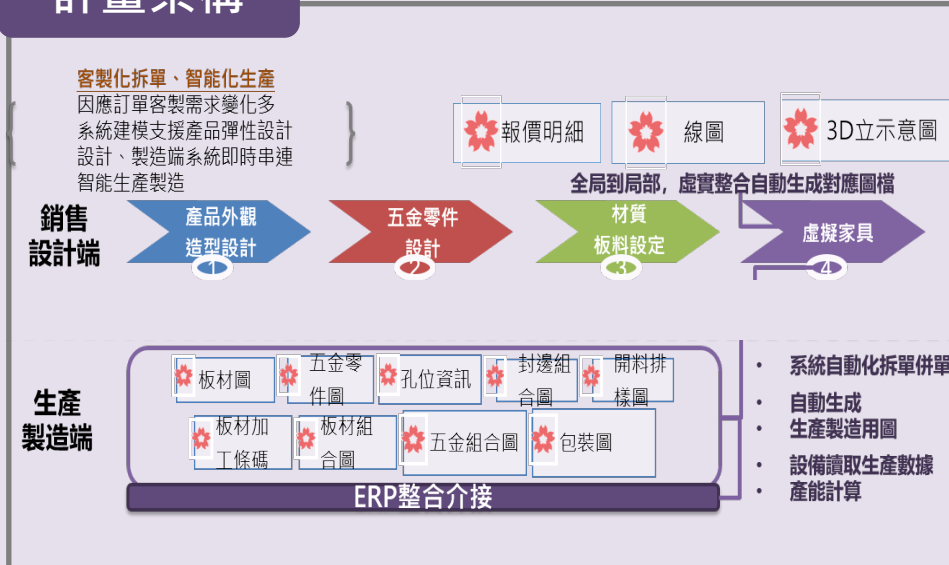 計畫架構
客製化拆單、智能化生產
因應訂單客製需求變化多
系統建模支援產品彈性設計
設計、製造端系統即時串連
智能生產製造
報價明細
線圖
3D立示意圖
全局到局部，虛實整合自動生成對應圖檔
銷售
設計端
產品外觀
造型設計
1
五金零件
設計
2
材質
板料設定
3
虛擬家具
4
生產
製造端
板材圖
五金零
件圖
孔位資訊
封邊組
合圖
開料排
樣圖
板材加
工條碼
板材組
合圖
五金組合圖
包裝圖
ERP整合介接
• 系統自動化拆單併單
• 自動生成
• 生產製造用圖
• 設備讀取生產數據
• 產能計算